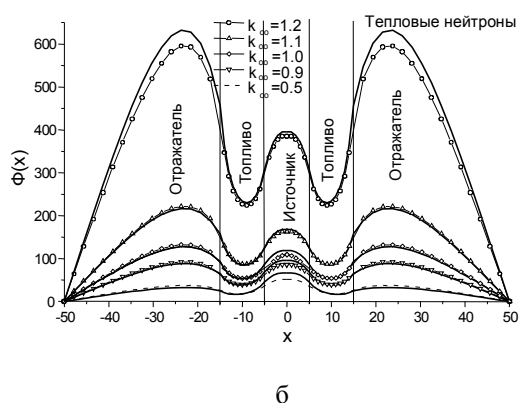 Тепловые нейтроны
k ∞ =1.2
k ∞ =1.1
k ∞ =1.0
k ∞ =0.9
k ∞ =0.5
600
500
400
300
200
100
0
Φ(x)
Отражатель
Топливо
Источник
Топливо
Отражатель
-50 -40 -30 -20 -10 0 10 20 30 40 50
x
б